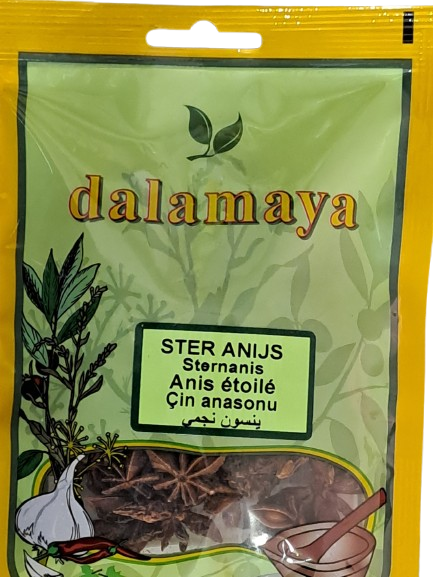 dalamaya
STER ANIJS
Sternanis
Anis étoilé
Çin anasonu
ينسون نجمي